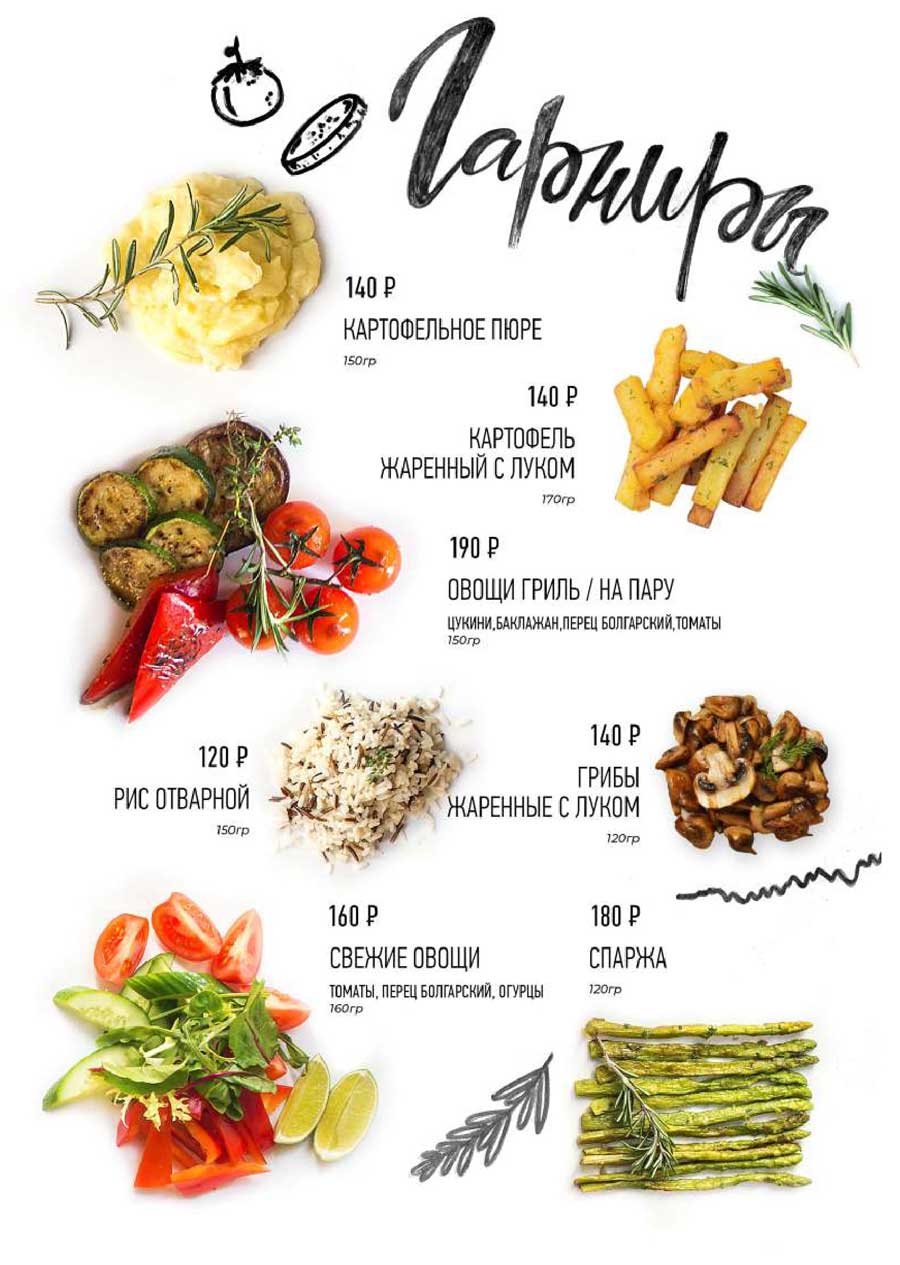 Гарниры
140 ₽
КАРТОФЕЛЬНОЕ ПЮРЕ
150гр
140 ₽
КАРТОФЕЛЬ
ЖАРЕННЫЙ С ЛУКОМ
170гр
190 ₽
ОВОЩИ ГРИЛЬ / НА ПАРУ
ЦУКИНИ,БАКЛАЖАН,ПЕРЕЦ БОЛГАРСКИЙ,ТОМАТЫ
150гр
120 ₽
РИС ОТВАРНОЙ
150гр
140 ₽
ГРИБЫ
ЖАРЕННЫЕ С ЛУКОМ
120гр
160 ₽
СВЕЖИЕ ОВОЩИ
ТОМАТЫ, ПЕРЕЦ БОЛГАРСКИЙ, ОГУРЦЫ
160гр
180 ₽
СПАРЖА
120гр